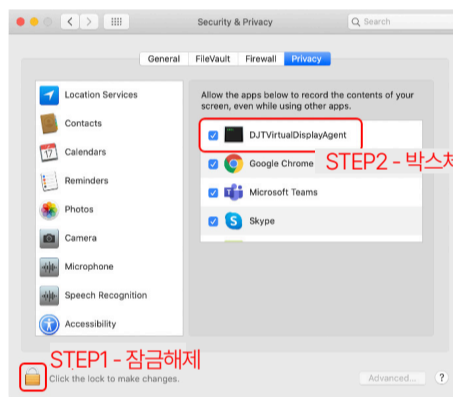 Security & Privacy
Search
General FileVault Firewall Privacy
Location Services
Contacts
17
Calendars
Reminders
Photos
Camera
Microphone
Speech Recognition
Accessibility
Allow the apps below to record the contents of your
screen, even while using other apps.
DJTVirtualDisplayAgent
Google Chrome
Microsoft Teams
Skype
STEP2 - 박스체
STEP1 - 잠금해제
Click the lock to make changes.
Advanced...
?